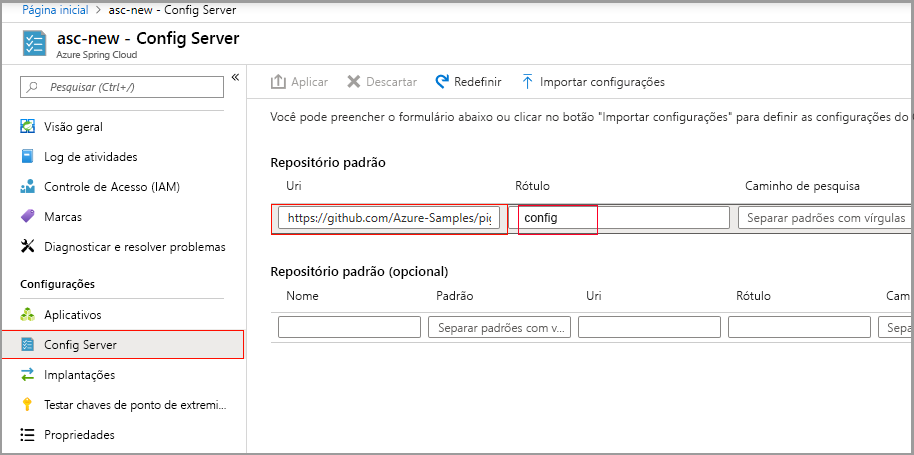 Página inicial > asc-new - Config Server
asc-new - Config Server
Azure Spring Cloud
Pesquisar (Ctrl+/)
«
Visão geral
Log de atividades
Controle de Acesso (IAM)
Marcas
Diagnosticar e resolver problemas
Configurações
Aplicativos
Config Server
Implantações
Testar chaves de ponto de extremi...
Propriedades
Aplicar Descartar Redefinir Importar configurações
Você pode preencher o formulário abaixo ou clicar no botão "Importar configurações" para definir as configurações do
Repositório padrão
Uri Rótulo Caminho de pesquisa
https://github.com/Azure-Samples/pig config Separar padrões com vírgulas
Repositório padrão (opcional)
Nome Padrão Uri Rótulo Cam
Separar padrões com v... Sepa